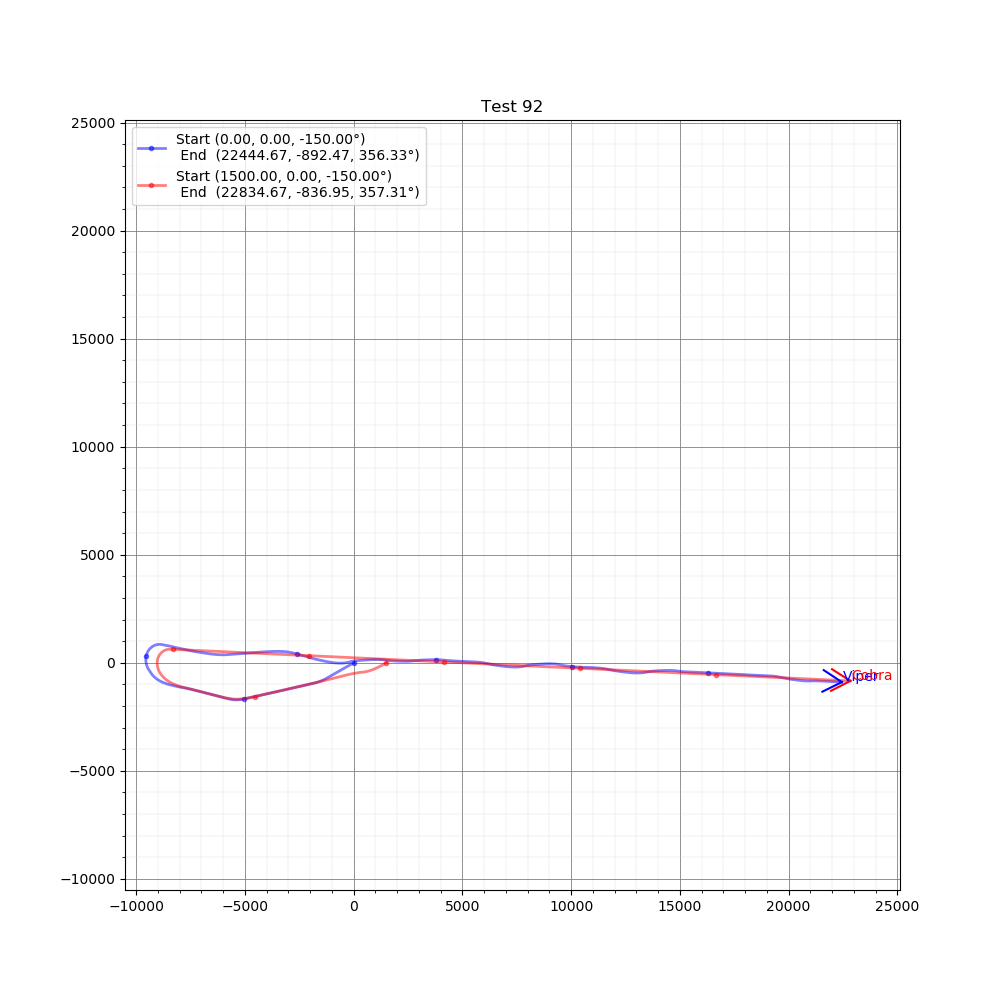 Test 92
Start (0.00, 0.00, -150.00°)
End (22444.67, -892.47, 356.33°)
Start (1500.00, 0.00, -150.00°)
End (22834.67, -836.95, 357.31°)
25000
20000
15000
10000
5000
0
−5000
−10000
Viper
Cobra
−10000 −5000 0 5000 10000 15000 20000 25000